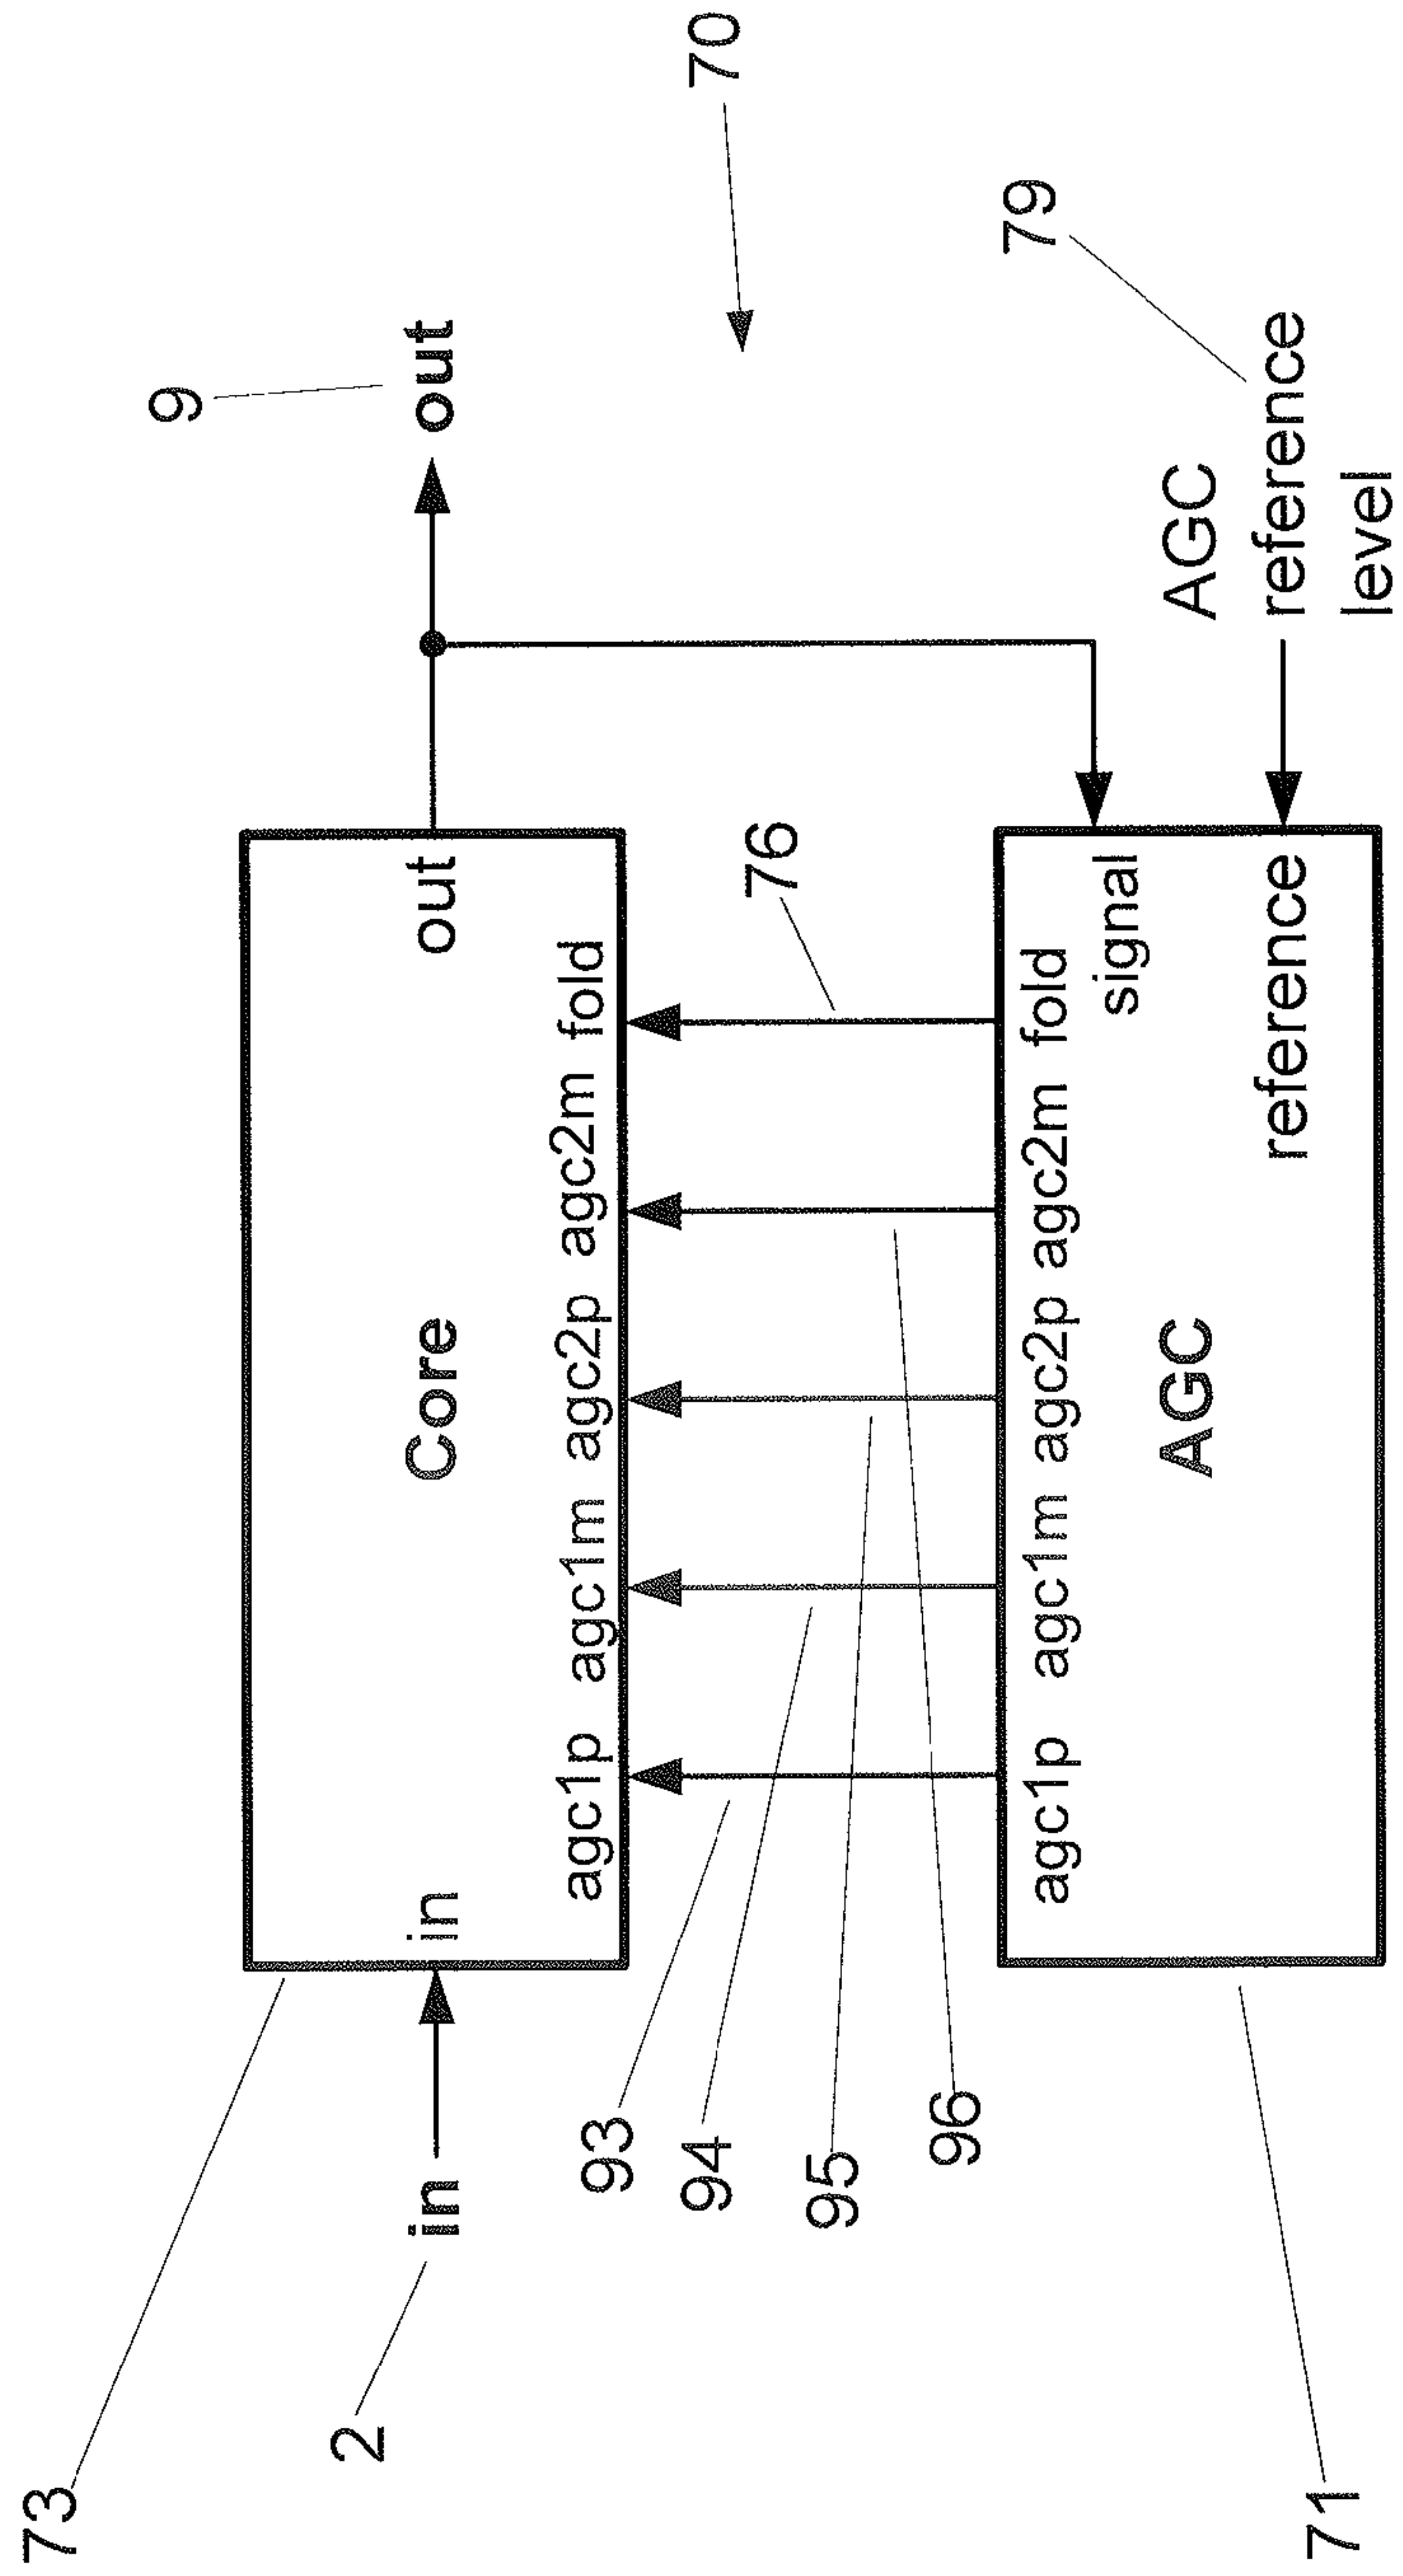 70
9
out
79
AGC
reference
level
73
2
in
in
Core
out
agc1p agc1m agc2p agc2m fold
76
93
94
95
96
agc1p agc1m agc2p agc2m fold
signal
AGC
reference
71